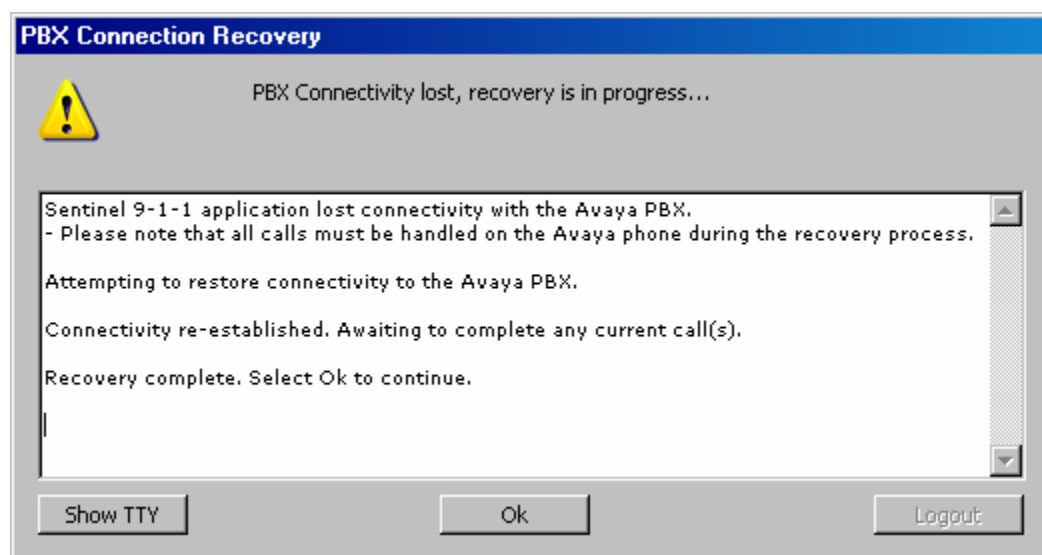 PBX Connection Recovery
PBX Connectivity lost, recovery is in progress...
Sentinel 9-1-1 application lost connectivity with the Avaya PBX.
- Please note that all calls must be handled on the Avaya phone during the recovery process.
Attempting to restore connectivity to the Avaya PBX.
Connectivity re-established. Awaiting to complete any current call(s).
Recovery complete. Select Ok to continue.
Show TTY
Ok
Logout